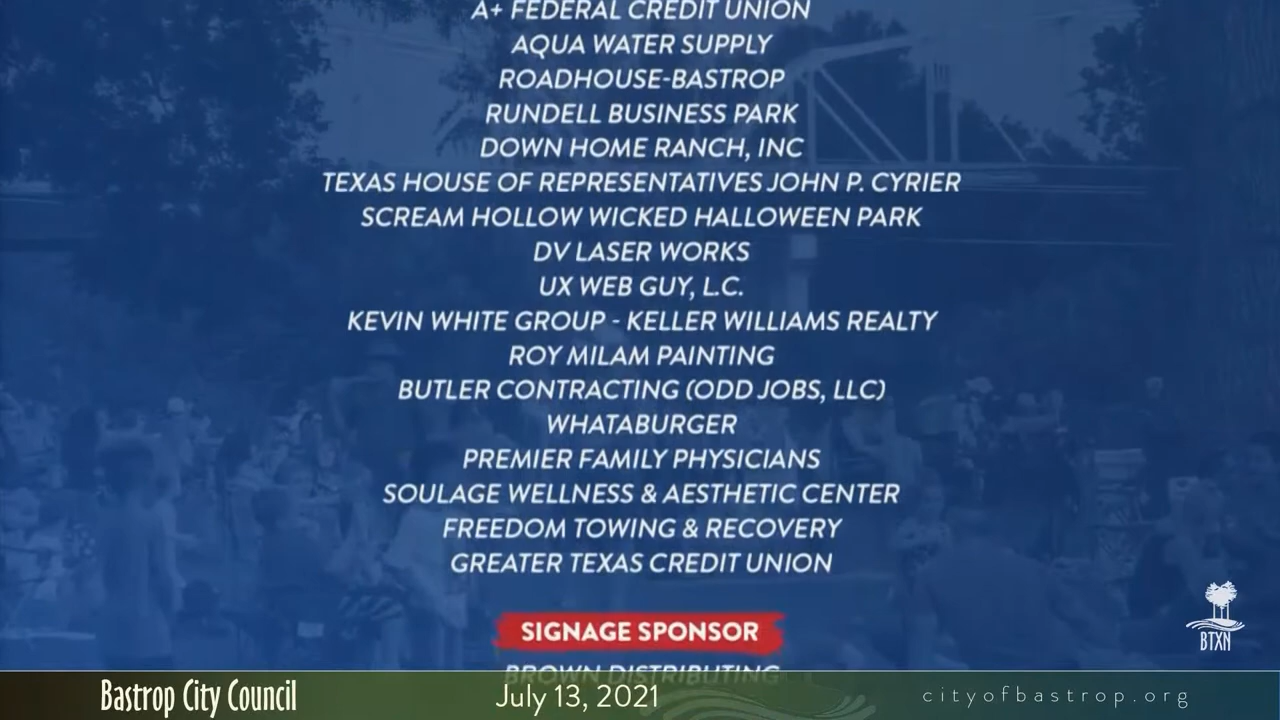 A+ FEDERAL CREDIT UNION
AQUA WATER SUPPLY
ROADHOUSE-BASTROP
RUNDELL BUSINESS PARK
DOWN HOME RANCH, INC
TEXAS HOUSE OF REPRESENTATIVES JOHN P. CYRIER
SCREAM HOLLOW WICKED HALLOWEEN PARK
DV LASER WORKS
UX WEB GUY, L.C.
KEVIN WHITE GROUP - KELLER WILLIAMS REALTY
ROY MILAM PAINTING
BUTLER CONTRACTING (ODD JOBS, LLC)
WHATABURGER
PREMIER FAMILY PHYSICIANS
SOULAGE WELLNESS & AESTHETIC CENTER
FREEDOM TOWING & RECOVERY
GREATER TEXAS CREDIT UNION
SIGNAGE SPONSOR
BROWN DISTRIBUTING
BTXN
Bastrop City Council
July 13, 2021
cityofbastrop.org